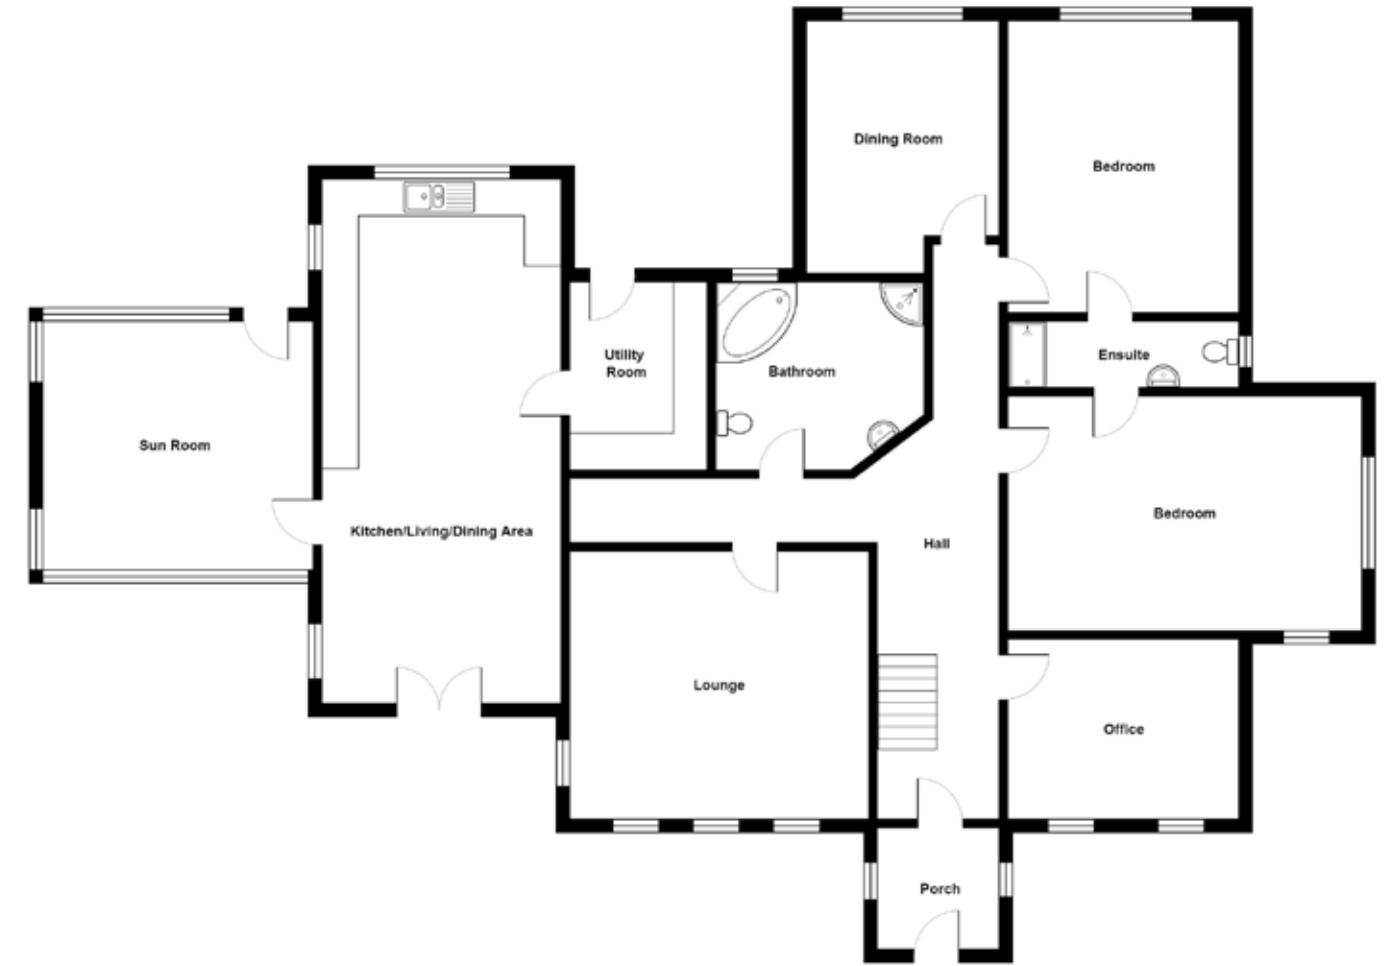 Dining Room
Bedroom
Utility
Room
Ensuite
Bathroom
Sun Room
Bedroom
Kitchen/Living/Dining Area
Hall
Lounge
Office
Porch